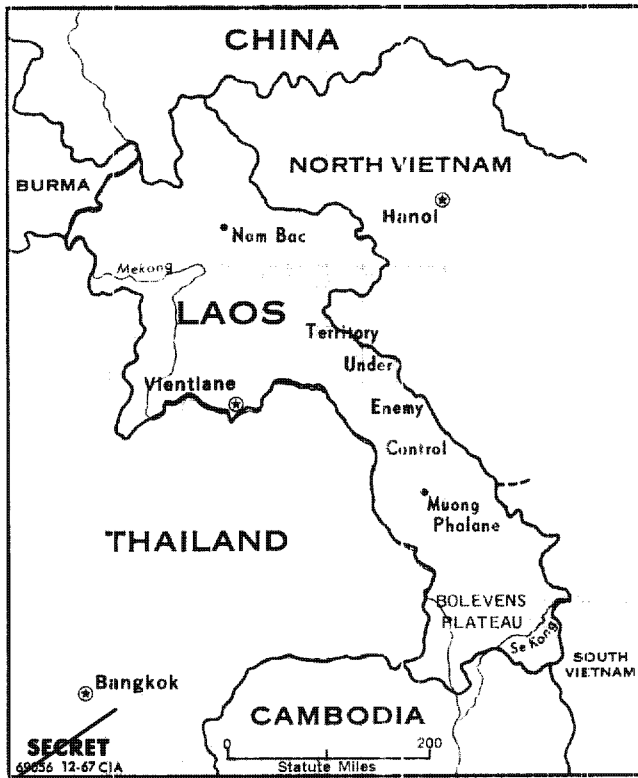 CHINA
NORTH VIETNAM
BURMA
Hanoi
Nam Bac
Mekong
LAOS
Territory
Under
Enemy
Control
Vientiane
Muong
Phalane
THAILAND
BOLEVENS
PLATEAU
Se Kong
SOUTH
VIETNAM
Bangkok
CAMBODIA
SECRET
0 200
Statute Miles
69056 12-67 CIA